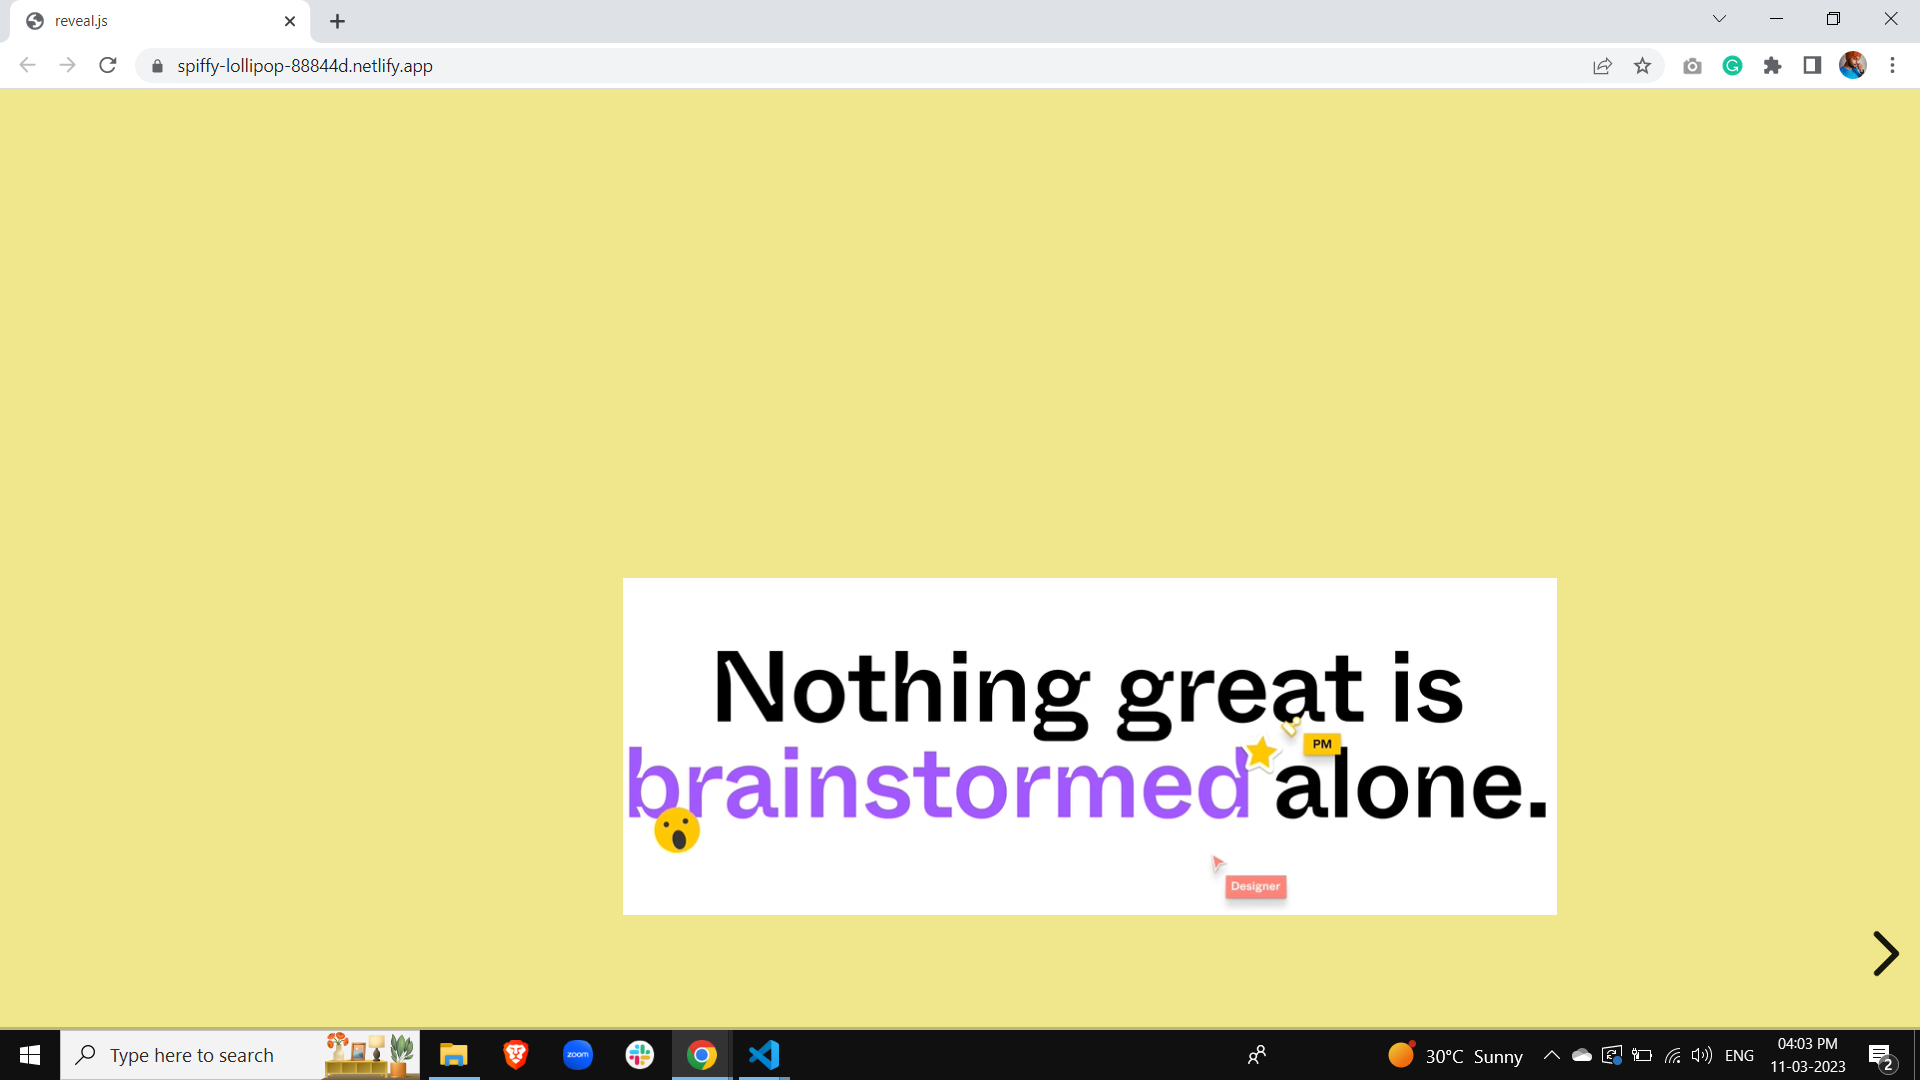 reveal.js
spiffy-lollipop-88844d.netlify.app
Nothing great is
brainstormed alone.
PM
Designer
Type here to search
zoom
30°C Sunny
ENG
04:03 PM
11-03-2023
2